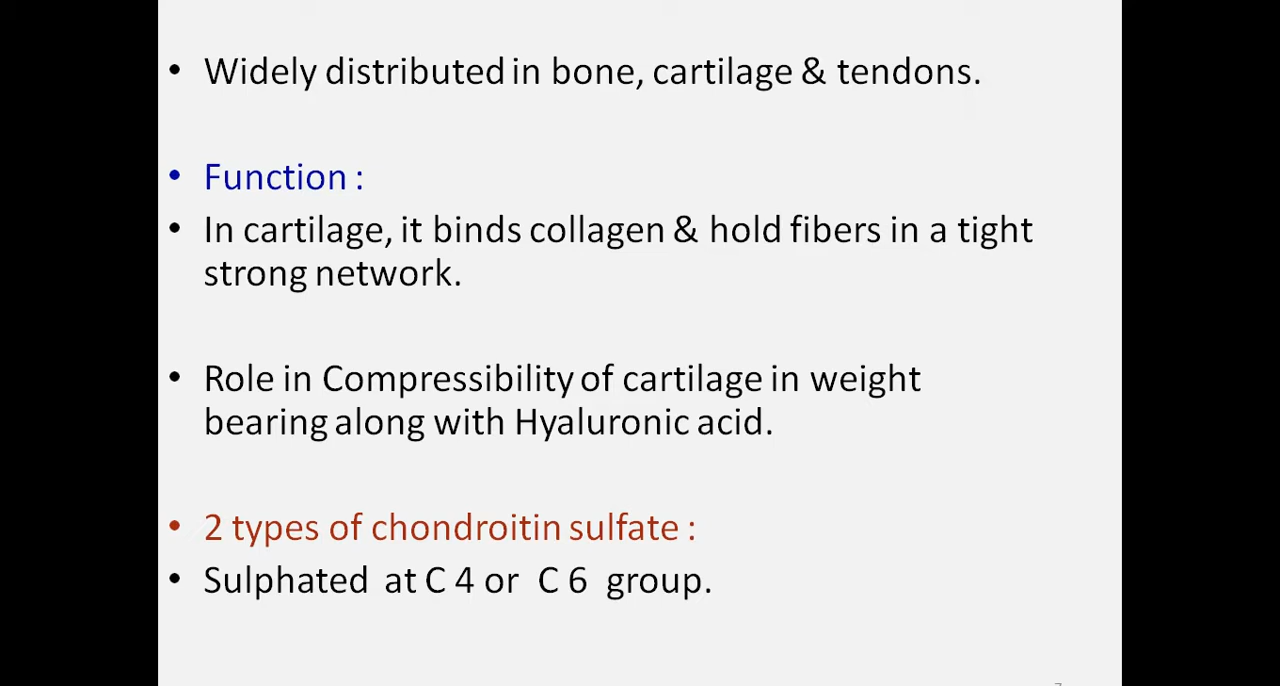 • Widely distributed in bone, cartilage & tendons.
• Function :
• In cartilage, it binds collagen & hold fibers in a tight
strong network.
• Role in Compressibility of cartilage in weight
bearing along with Hyaluronic acid.
• 2 types of chondroitin sulfate :
• Sulphated at C 4 or C 6 group.